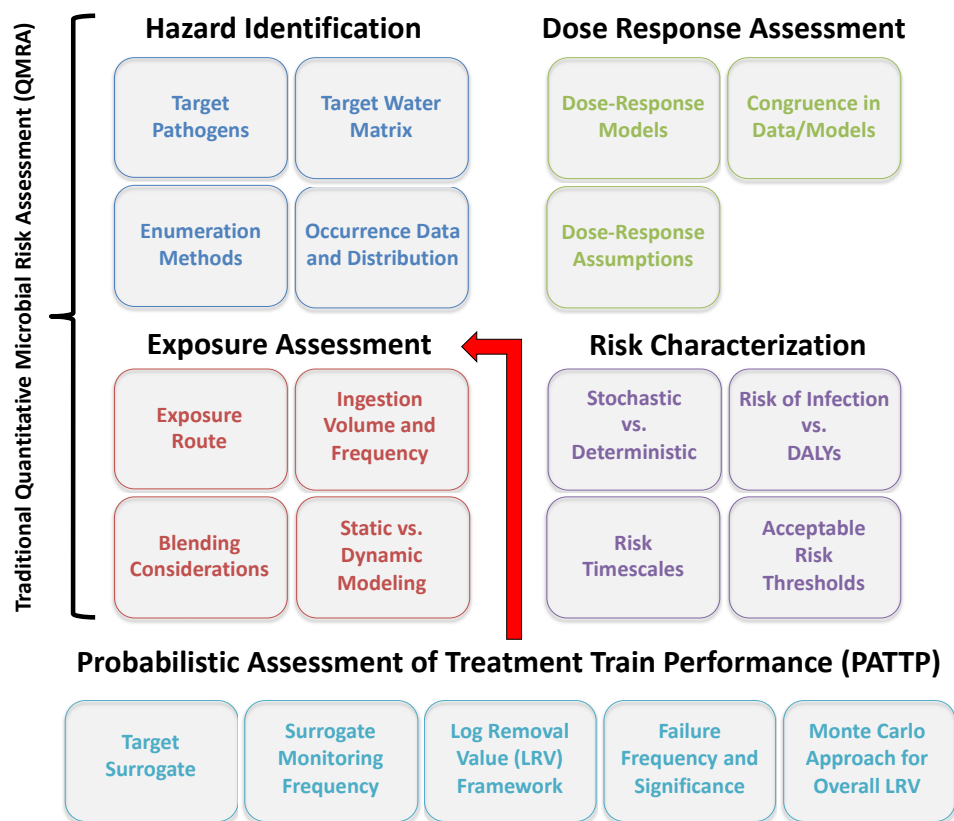 Traditional Quantitative Microbial Risk Assessment (QMRA)
Hazard Identification
Target
Pathogens
Target Water
Matrix
Enumeration
Methods
Occurrence Data
and Distribution
Dose Response Assessment
Dose-Response
Models
Congruence in
Data/Models
Dose-Response
Assumptions
Exposure Assessment
Exposure
Route
Ingestion
Volume and
Frequency
Blending
Considerations
Static vs.
Dynamic
Modeling
Risk Characterization
Stochastic
vs.
Deterministic
Risk of Infection
vs.
DALYs
Risk
Timescales
Acceptable
Risk
Thresholds
Probabilistic Assessment of Treatment Train Performance (PATTP)
Target
Surrogate
Surrogate
Monitoring
Frequency
Log Removal
Value (LRV)
Framework
Failure
Frequency and
Significance
Monte Carlo
Approach for
Overall LRV